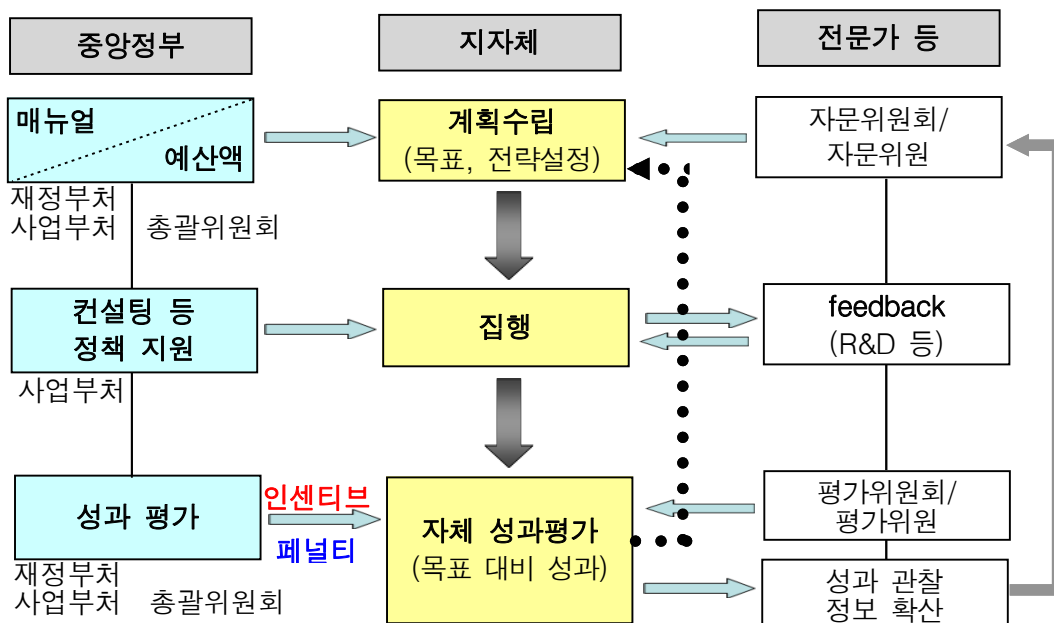 중앙정부
지자체
전문가 등
매뉴얼
예산액
계획수립
(목표, 전략설정)
자문위원회/
자문위원
재정부처
사업부처 총괄위원회
컨설팅 등
정책 지원
집행
feedback
(R&D 등)
사업부처
성과 평가
인센티브
페널티
자체 성과평가
(목표 대비 성과)
평가위원회/
평가위원
재정부처
사업부처 총괄위원회
성과 관찰
정보 확산